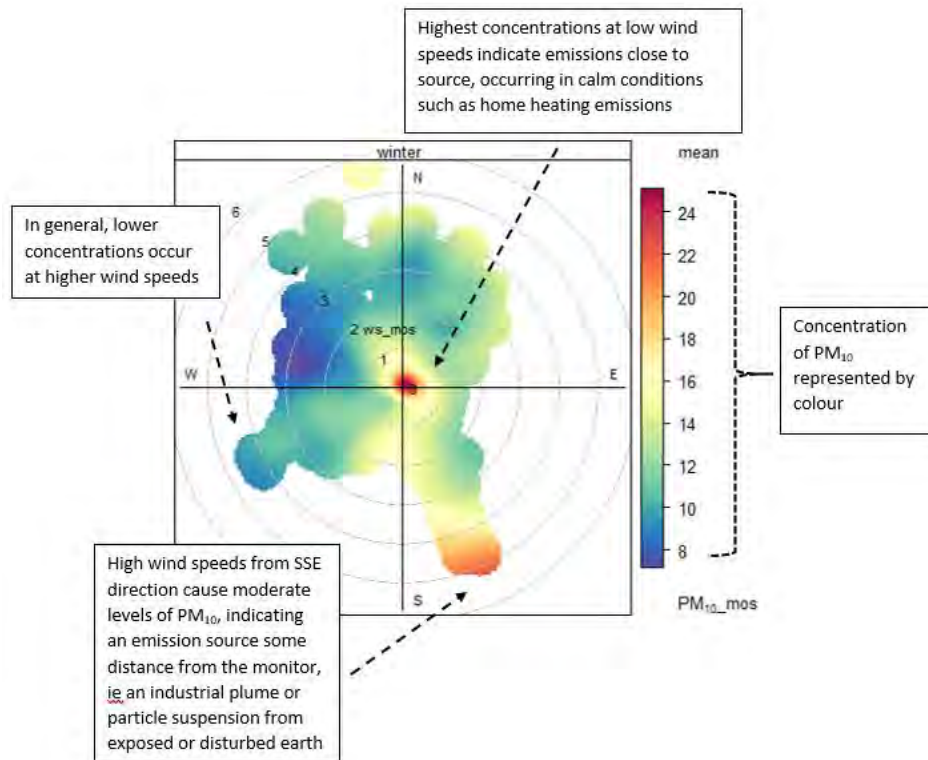 Highest concentrations at low wind
speeds indicate emissions close to
source, occurring in calm conditions
such as home heating emissions
winter
mean
N
6
In general, lower
concentrations occur
at higher wind speeds
5
4
3
2 ws_mos
1
W
E
S
24
22
20
18
16
14
12
10
8
PM₁₀_mos
Concentration
of PM₁₀
represented by
colour
High wind speeds from SSE
direction cause moderate
levels of PM₁₀, indicating
an emission source some
distance from the monitor,
ie an industrial plume or
particle suspension from
exposed or disturbed earth